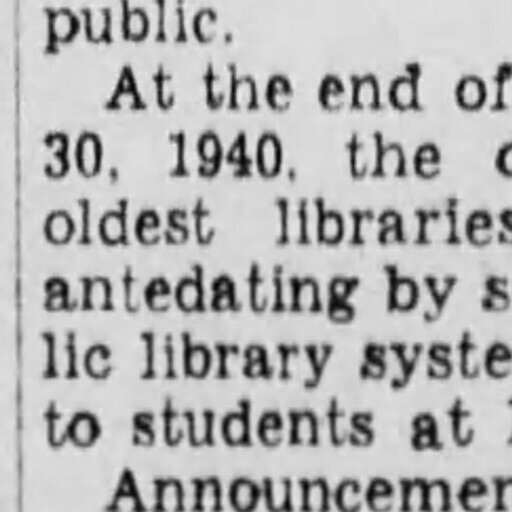 public.
At the end of
30, 1940, the
oldest libraries
antedating by s
lic library syste
to students at
Announcemen